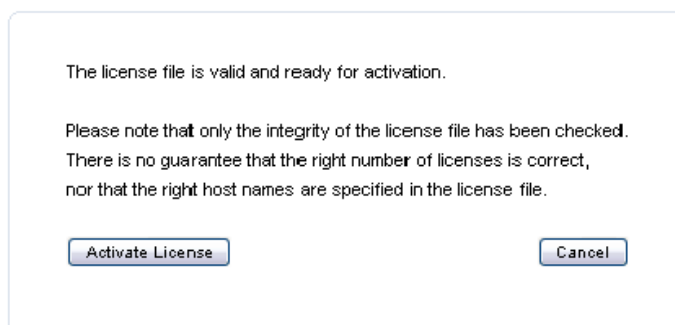 The license file is valid and ready for activation.
Please note that only the integrity of the license file has been checked.
There is no guarantee that the right number of licenses is correct,
nor that the right host names are specified in the license file.
Activate License
Cancel